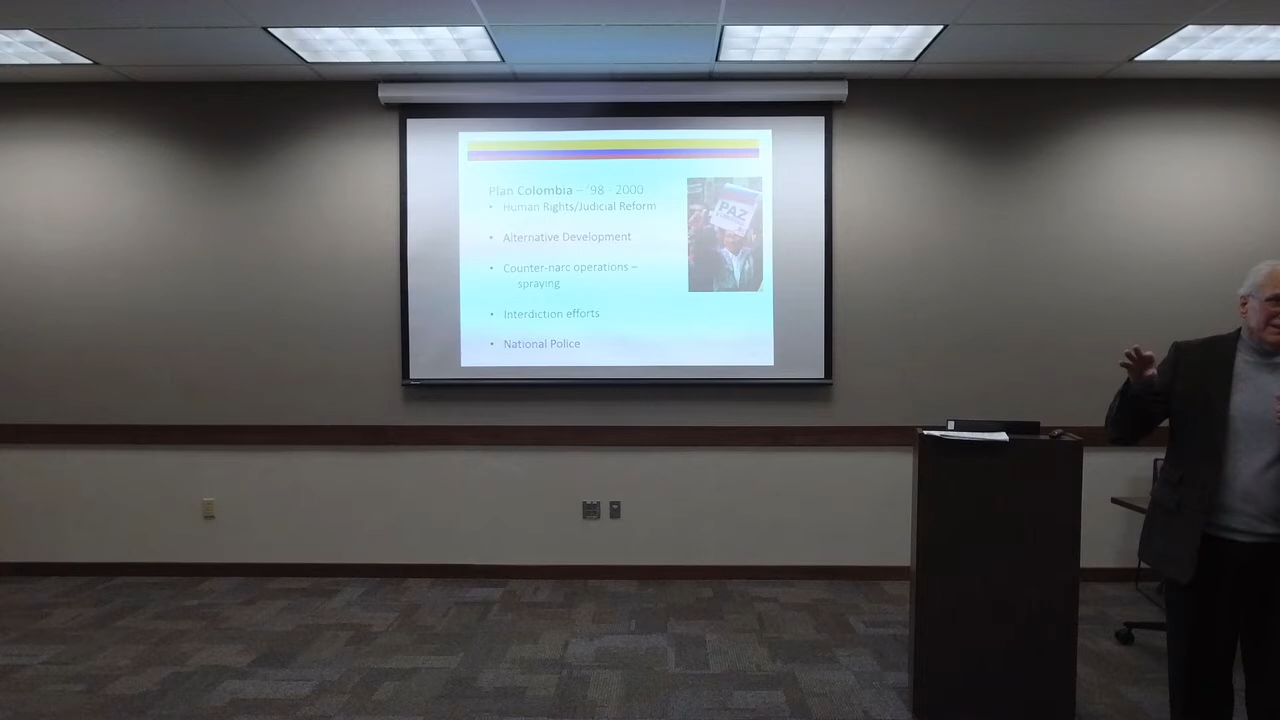 Plan Colombia – '98 - 2000
• Human Rights/Judicial Reform
• Alternative Development
• Counter-narc operations –
spraying
• Interdiction efforts
• National Police
PAZ